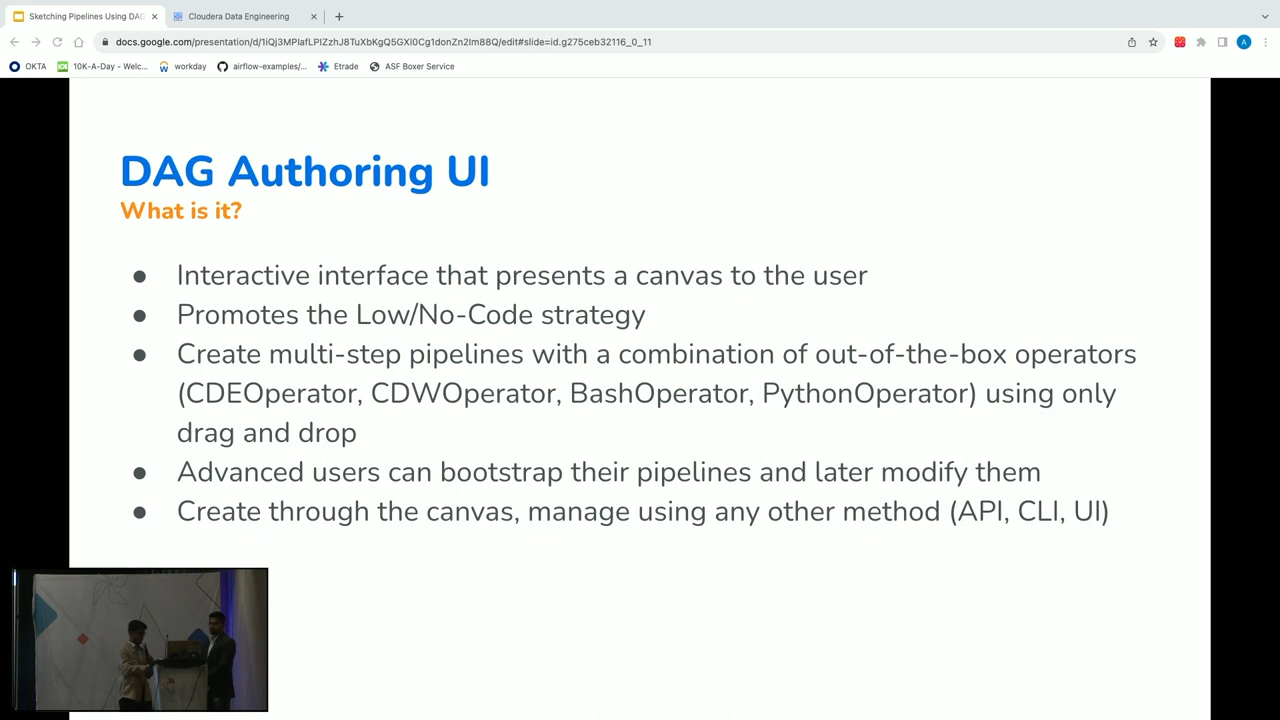 Sketching Pipelines Using DAG
Cloudera Data Engineering
docs.google.com/presentation/d/1iQj3MPlafLPIZzhJ8TuXbKgQ5GXl0Cg1donZn2lm88Q/edit#slide=id.g275ceb32116_0_11
A
OKTA
10K-A-Day - Welc...
workday
airflow-examples/...
Etrade
ASF Boxer Service
DAG Authoring UI
What is it?
● Interactive interface that presents a canvas to the user
● Promotes the Low/No-Code strategy
● Create multi-step pipelines with a combination of out-of-the-box operators
(CDEOperator, CDWOperator, BashOperator, PythonOperator) using only
drag and drop
● Advanced users can bootstrap their pipelines and later modify them
● Create through the canvas, manage using any other method (API, CLI, UI)